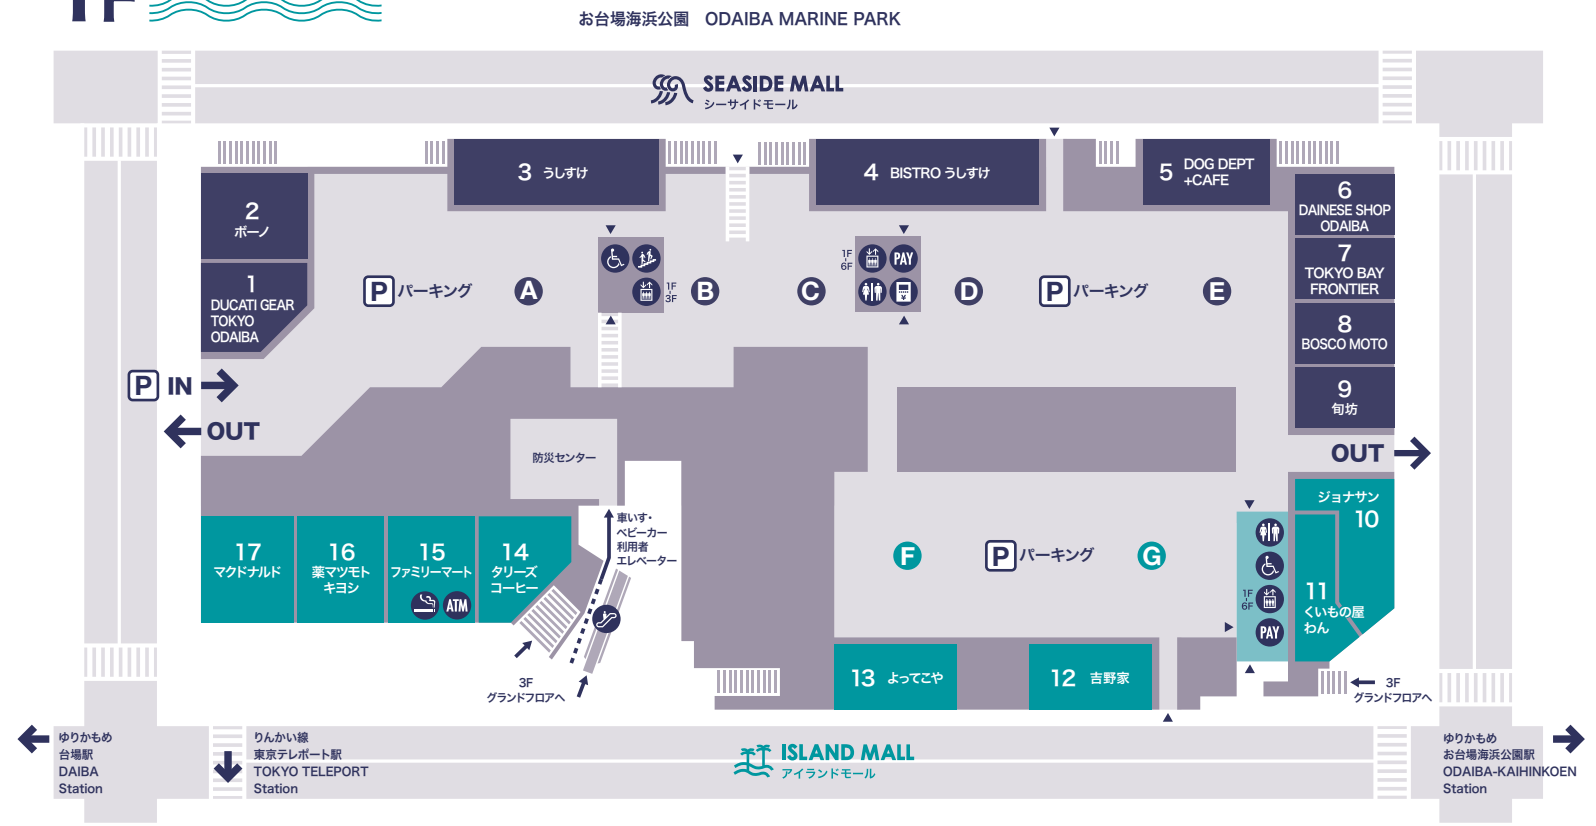 1F
お台場海浜公園 ODAIBA MARINE PARK
SEASIDE MALL
シーサイドモール
3 うしすけ
4 BISTRO うしすけ
5 DOG DEPT
+CAFE
2
ボーノ
1
DUCATI GEAR
TOKYO
ODAIBA
6
DAINESE SHOP
ODAIBA
7
TOKYO BAY
FRONTIER
8
BOSCO MOTO
9
旬坊
P パーキング
A
1F
-
3F
B
C
1F
-
6F
PAY
¥
D
P パーキング
E
P IN
OUT
OUT
防災センター
車いす・
ベビーカー
利用者
エレベーター
17
マクドナルド
16
薬マツモト
キヨシ
15
ファミリーマート
ATM
14
タリーズ
コーヒー
F
P パーキング
G
1F
-
6F
PAY
ジョナサン
10
11
くいもの屋
わん
13 よってこや
12 吉野家
3F
グランドフロアへ
3F
グランドフロアへ
ゆりかもめ
台場駅
DAIBA
Station
りんかい線
東京テレポート駅
TOKYO TELEPORT
Station
ISLAND MALL
アイランドモール
ゆりかもめ
お台場海浜公園駅
ODAIBA-KAIHINKOEN
Station